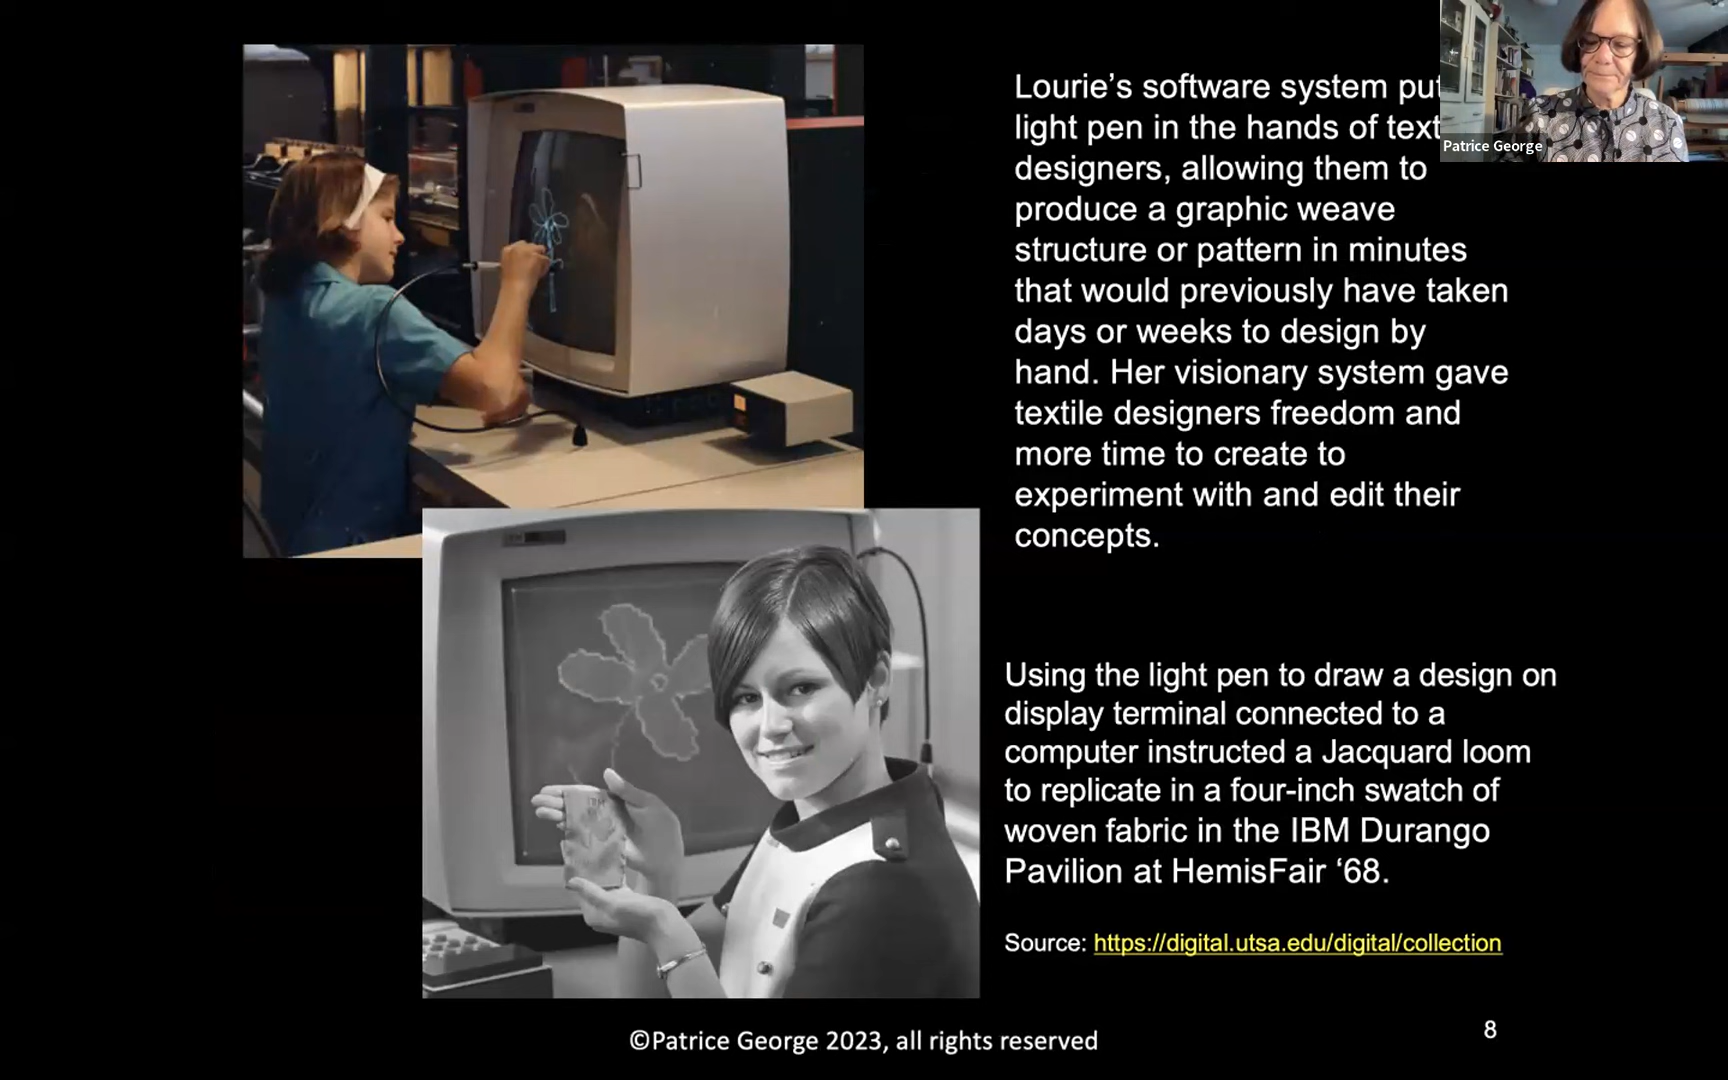 Lourie’s software system put
light pen in the hands of text
designers, allowing them to
produce a graphic weave
structure or pattern in minutes
that would previously have taken
days or weeks to design by
hand. Her visionary system gave
textile designers freedom and
more time to create to
experiment with and edit their
concepts.
Patrice George
IBM
Using the light pen to draw a design on
display terminal connected to a
computer instructed a Jacquard loom
to replicate in a four-inch swatch of
woven fabric in the IBM Durango
Pavilion at HemisFair ‘68.
Source: https://digital.utsa.edu/digital/collection
©Patrice George 2023, all rights reserved
8